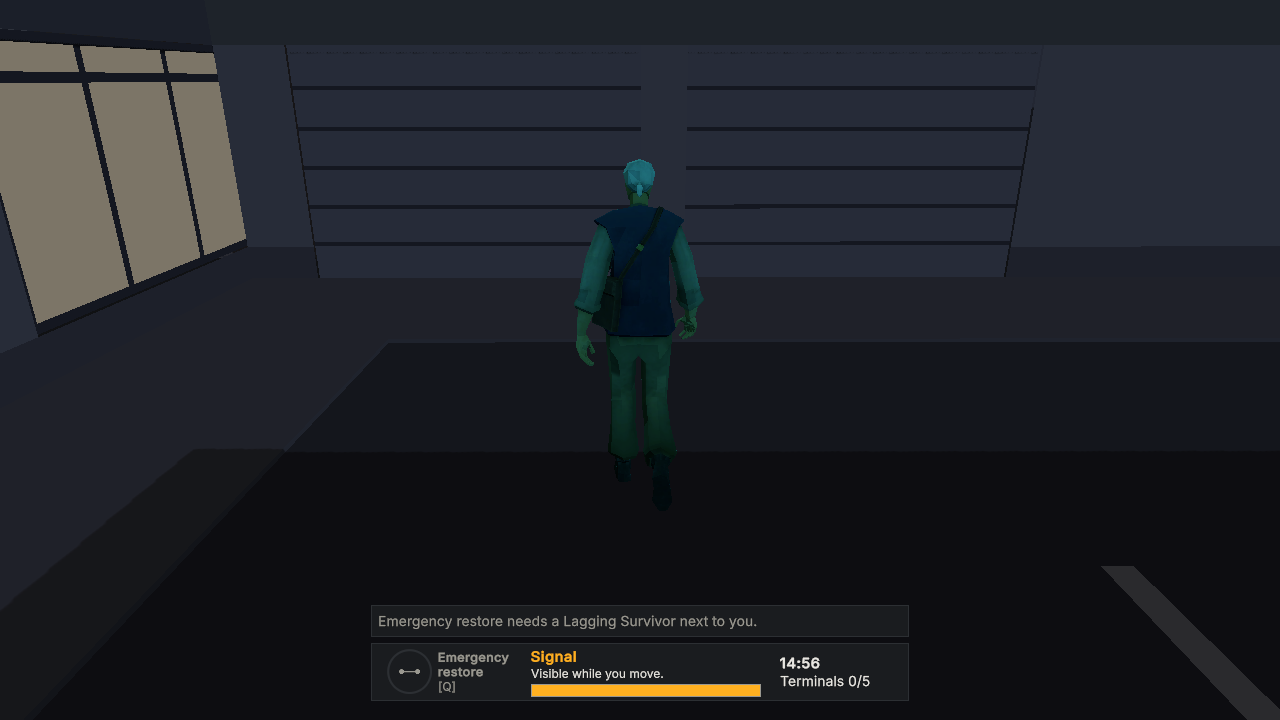 Emergency restore needs a Lagging Survivor next to you.
Emergency
restore
[Q]
Signal
Visible while you move.
14:56
Terminals 0/5